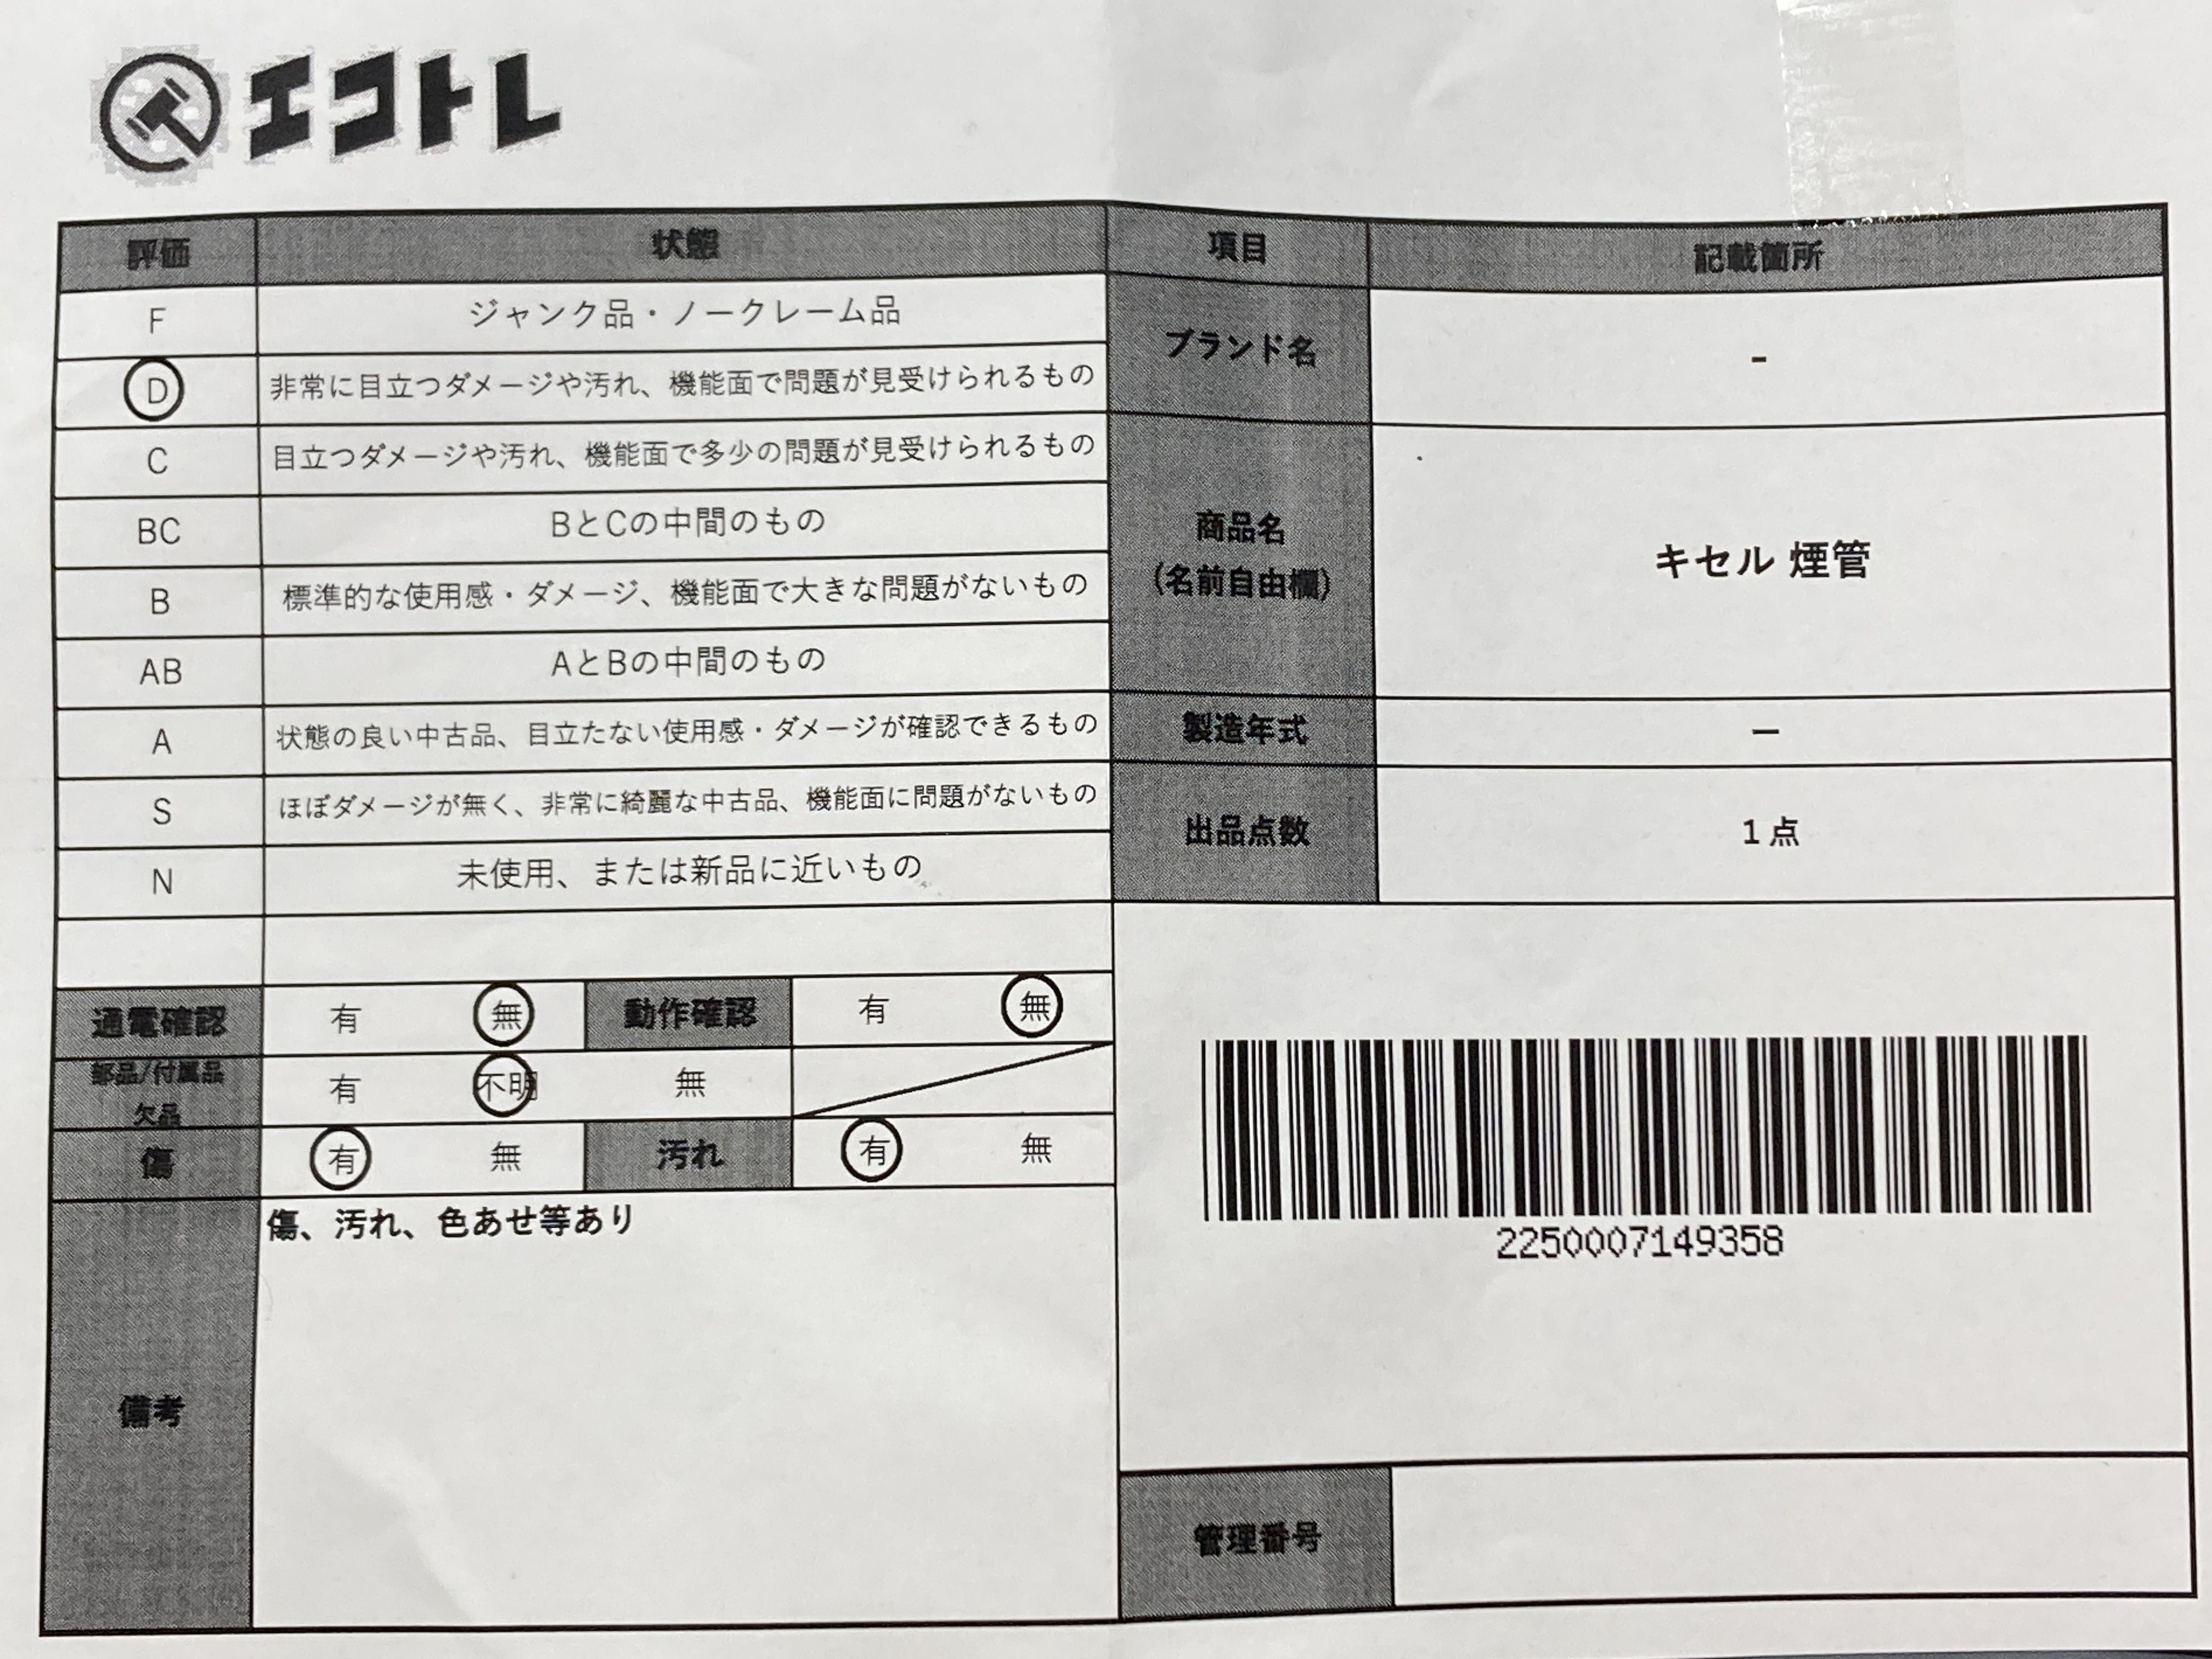 エコトレ
評価 状態
F ジャンク品・ノークレーム品
D 非常に目立つダメージや汚れ、機能面で問題が見受けられるもの
C 目立つダメージや汚れ、機能面で多少の問題が見受けられるもの
BC BとCの中間のもの
B 標準的な使用感・ダメージ、機能面で大きな問題がないもの
AB AとBの中間のもの
A 状態の良い中古品、目立たない使用感・ダメージが確認できるもの
S ほぼダメージが無く、非常に綺麗な中古品、機能面に問題がないもの
N 未使用、または新品に近いもの
通電確認 有 無 動作確認 有 無
部品/付属品
欠品
有 不明 無
傷 有 無 汚れ 有 無
備考
傷、汚れ、色あせ等あり
項目 記載箇所
ブランド名 -
商品名
(名前自由欄)
キセル 煙管
製造年式 ー
出品点数 1点
2250007149358
管理番号